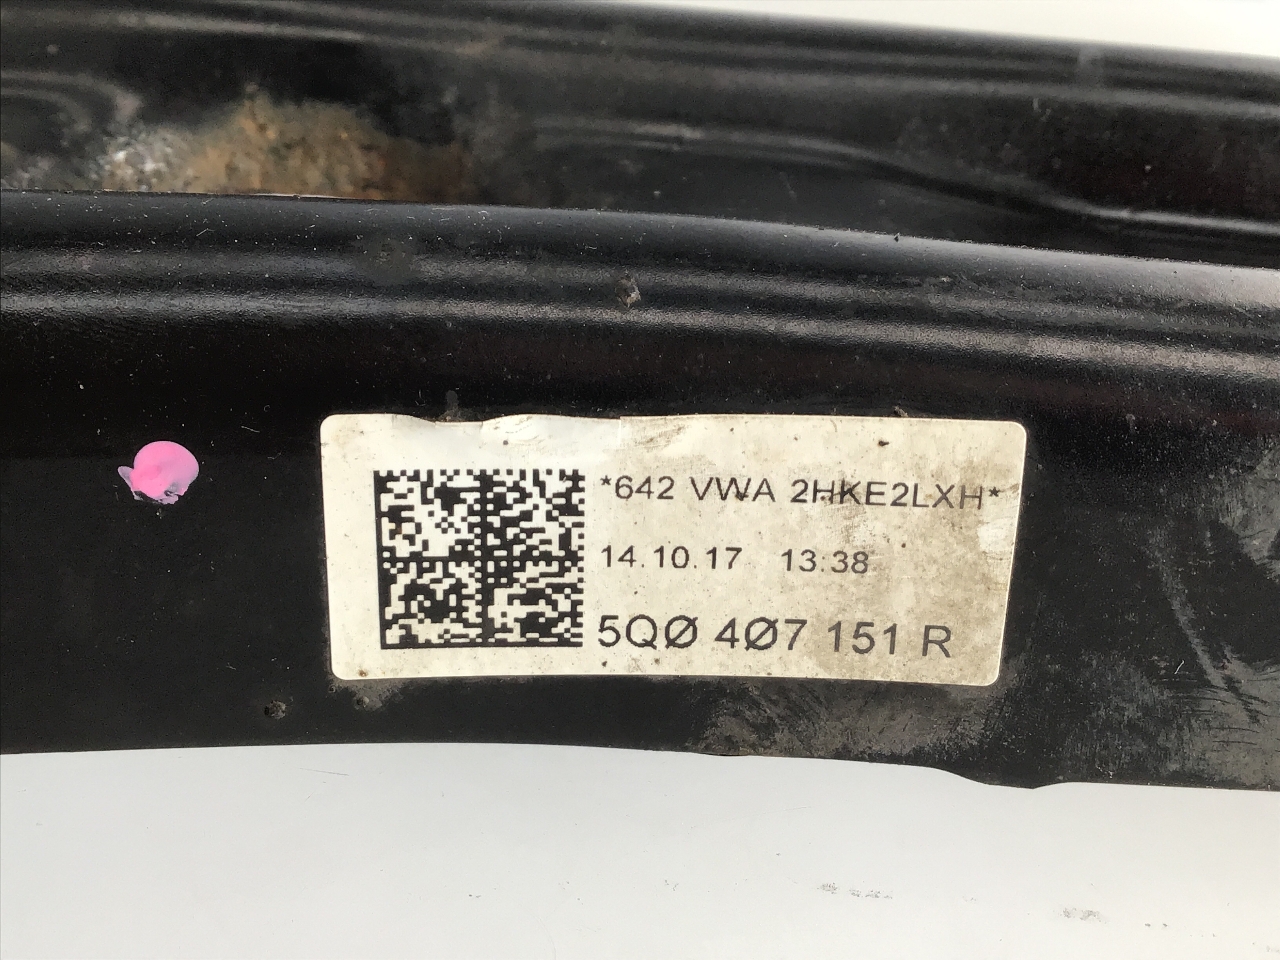 *642 VWA 2HKE2LXH*
14.10.17 13:38
5QØ 4Ø7 151 R